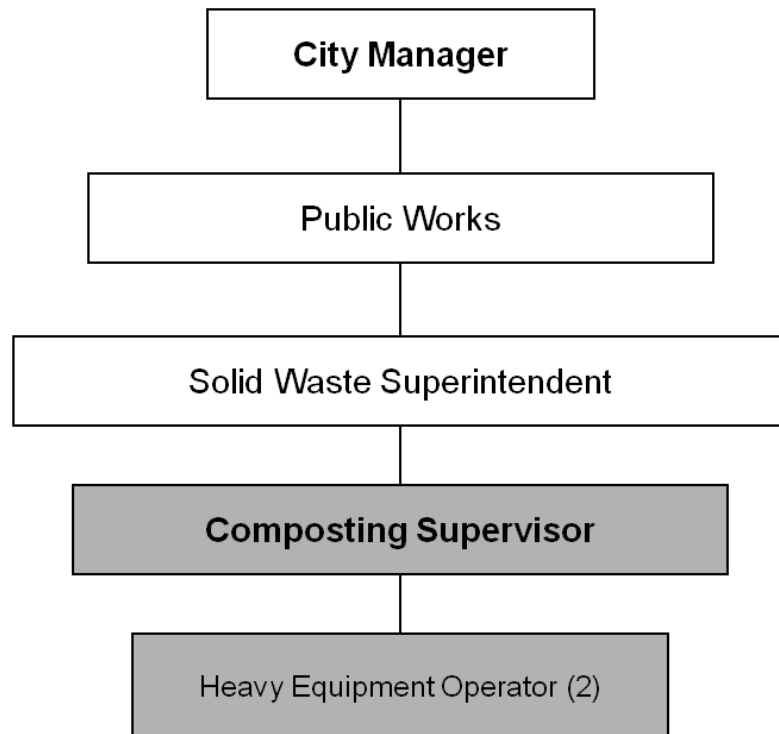 City Manager
Public Works
Solid Waste Superintendent
Composting Supervisor
Heavy Equipment Operator (2)